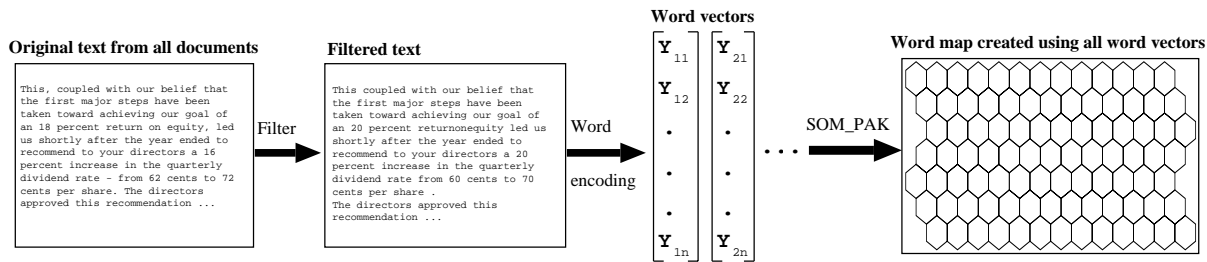 Original text from all documents
This, coupled with our belief that
the first major steps have been
taken toward achieving our goal of
an 18 percent return on equity, led
us shortly after the year ended to
recommend to your directors a 16
percent increase in the quarterly
dividend rate - from 62 cents to 72
cents per share. The directors
approved this recommendation ...
Filter
Filtered text
This coupled with our belief that
the first major steps have been
taken toward achieving our goal of
an 20 percent returnonequity led us
shortly after the year ended to
recommend to your directors a 20
percent increase in the quarterly
dividend rate from 60 cents to 70
cents per share .
The directors approved this
recommendation ...
Word
encoding
Word vectors
Y11 Y21
Y12 Y22
. .
. .
. .
Y1n Y2n
. . .
SOM_PAK
Word map created using all word vectors